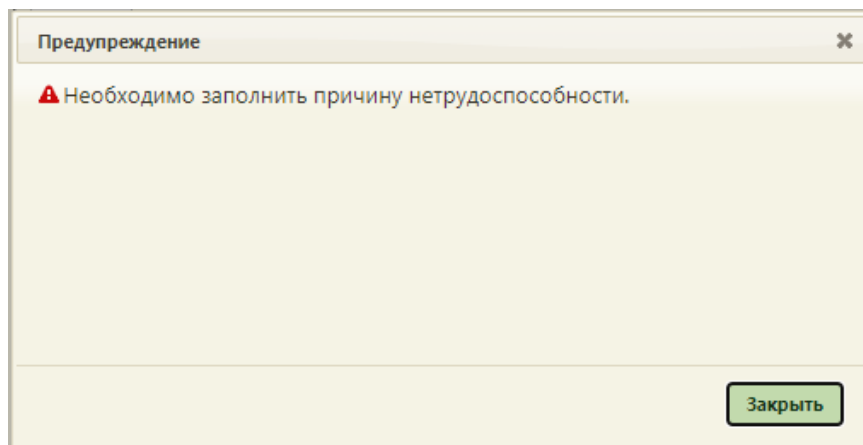 Предупреждение
Необходимо заполнить причину нетрудоспособности.
Закрыть